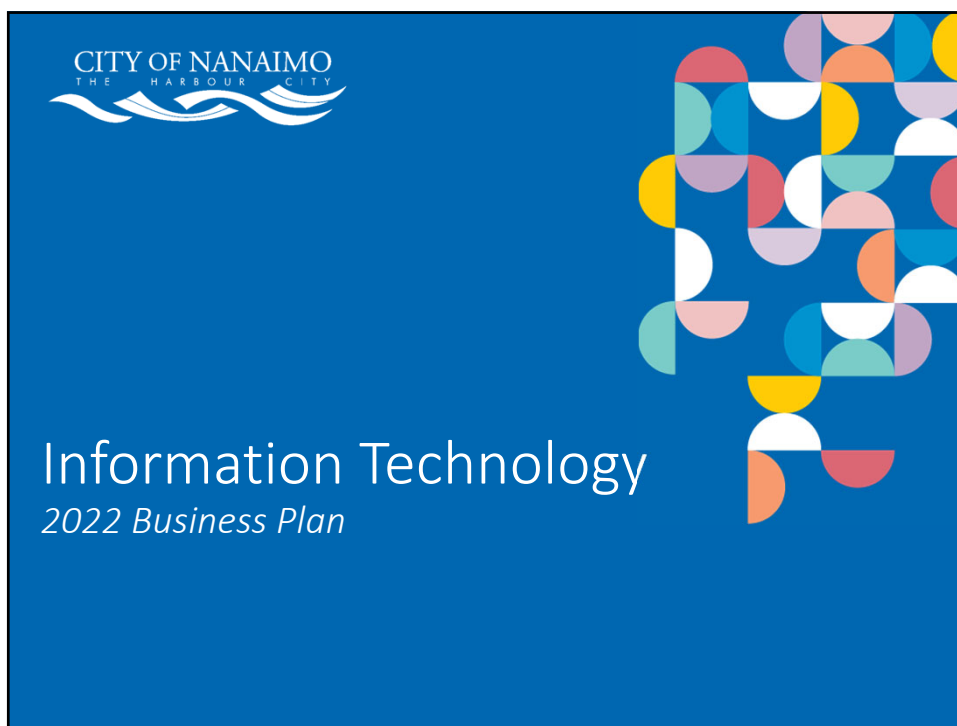 CITY OF NANAIMO
THE HARBOUR CITY
Information Technology
2022 Business Plan